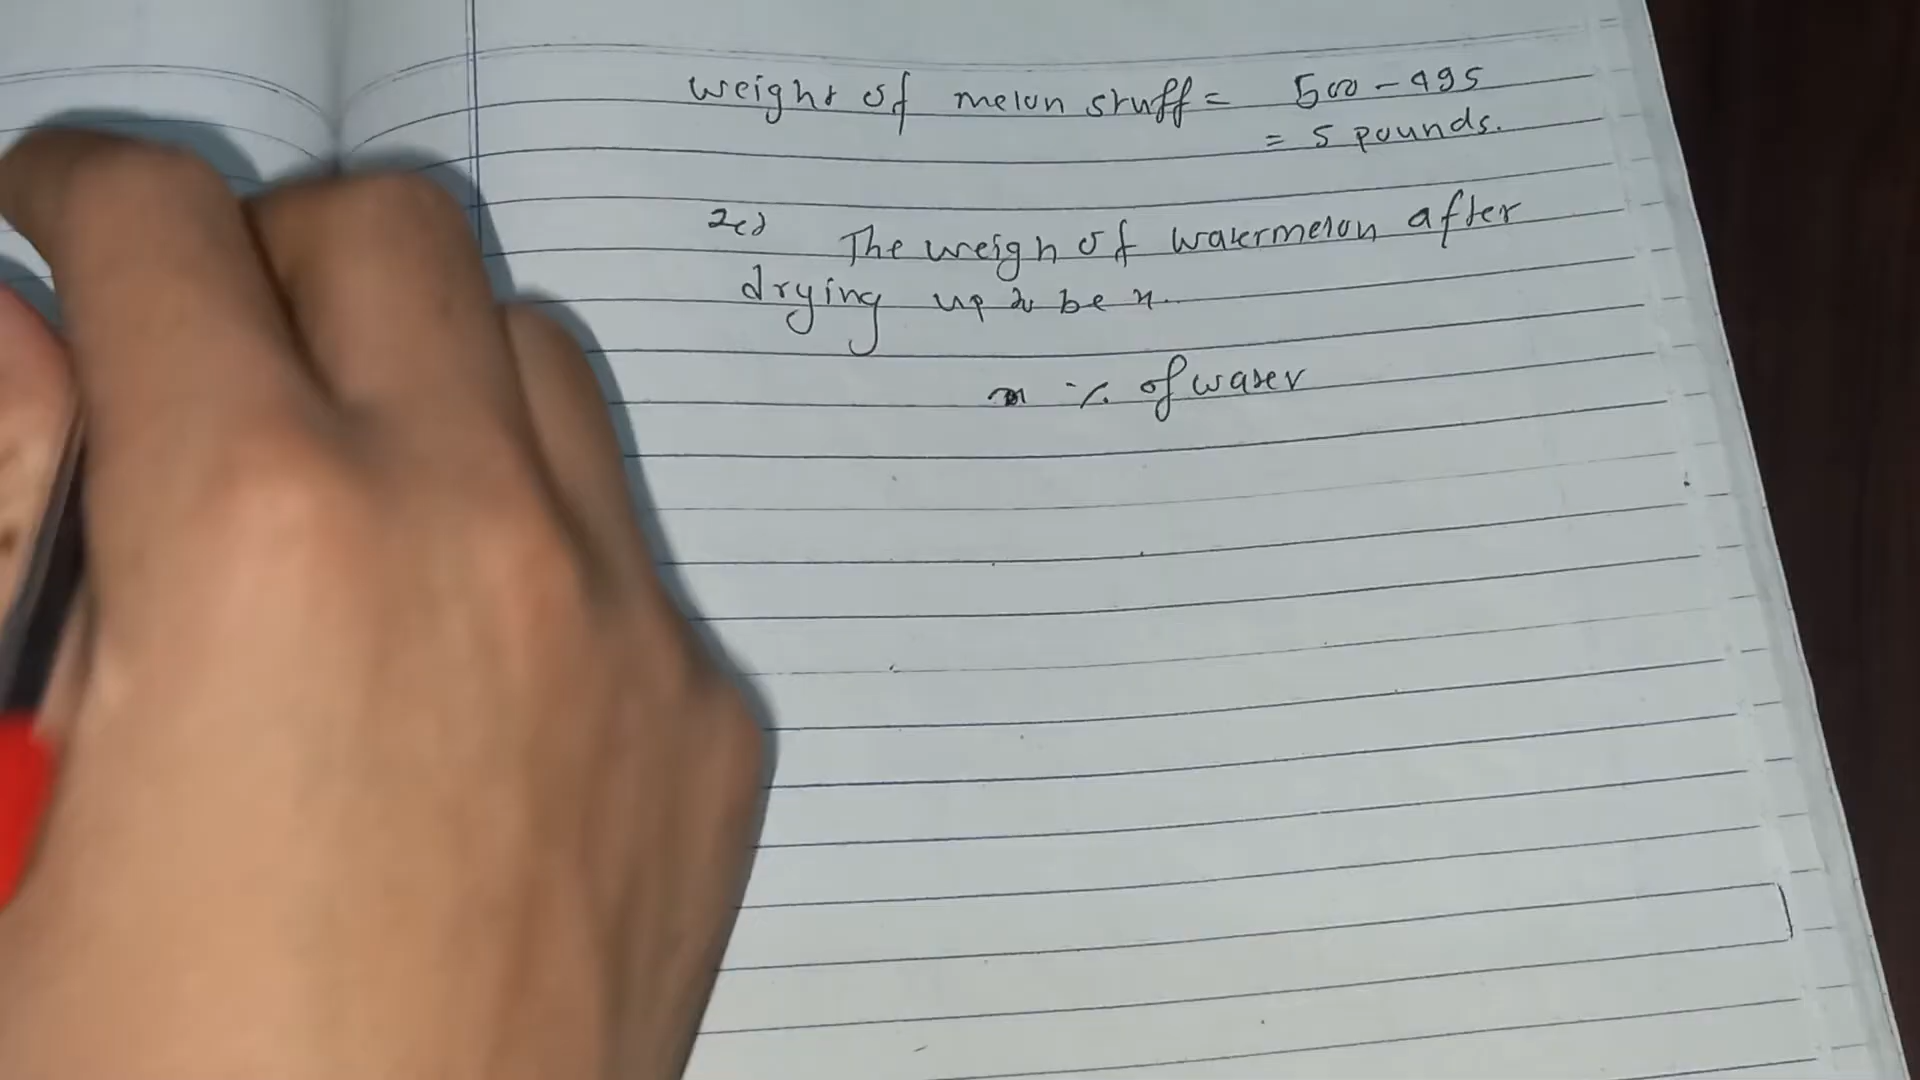 weight of melon stuff = 500 - 495
= 5 pounds.
Let The weigh of watermelon after
drying up to be x.
% of water